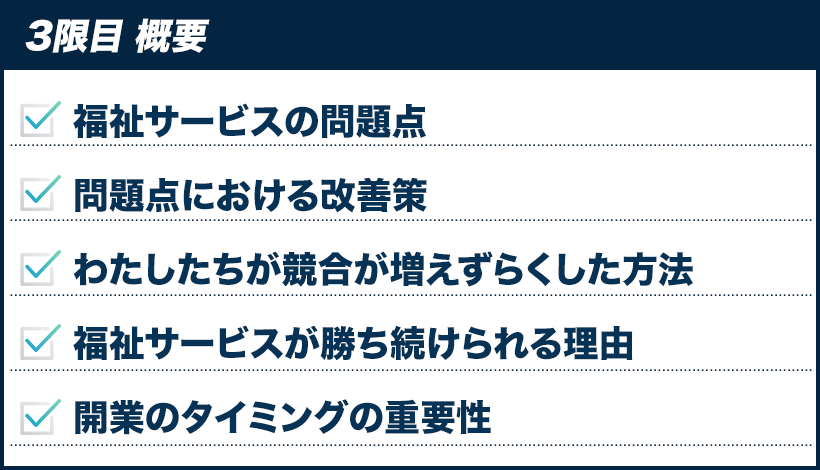 3限目 概要
福祉サービスの問題点
問題点における改善策
わたしたちが競合が増えずらくした方法
福祉サービスが勝ち続けられる理由
開業のタイミングの重要性